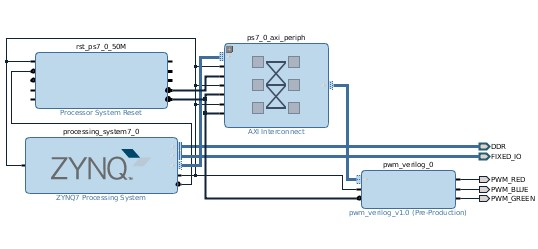 ps7_0_axi_periph
rst_ps7_0_50M
Processor System Reset
AXI Interconnect
processing_system7_0
ZYNQ
ZYNQ7 Processing System
DDR
FIXED_IO
pwm_verilog_0
PWM_RED
PWM_BLUE
PWM_GREEN
pwm_verilog_v1.0 (Pre-Production)